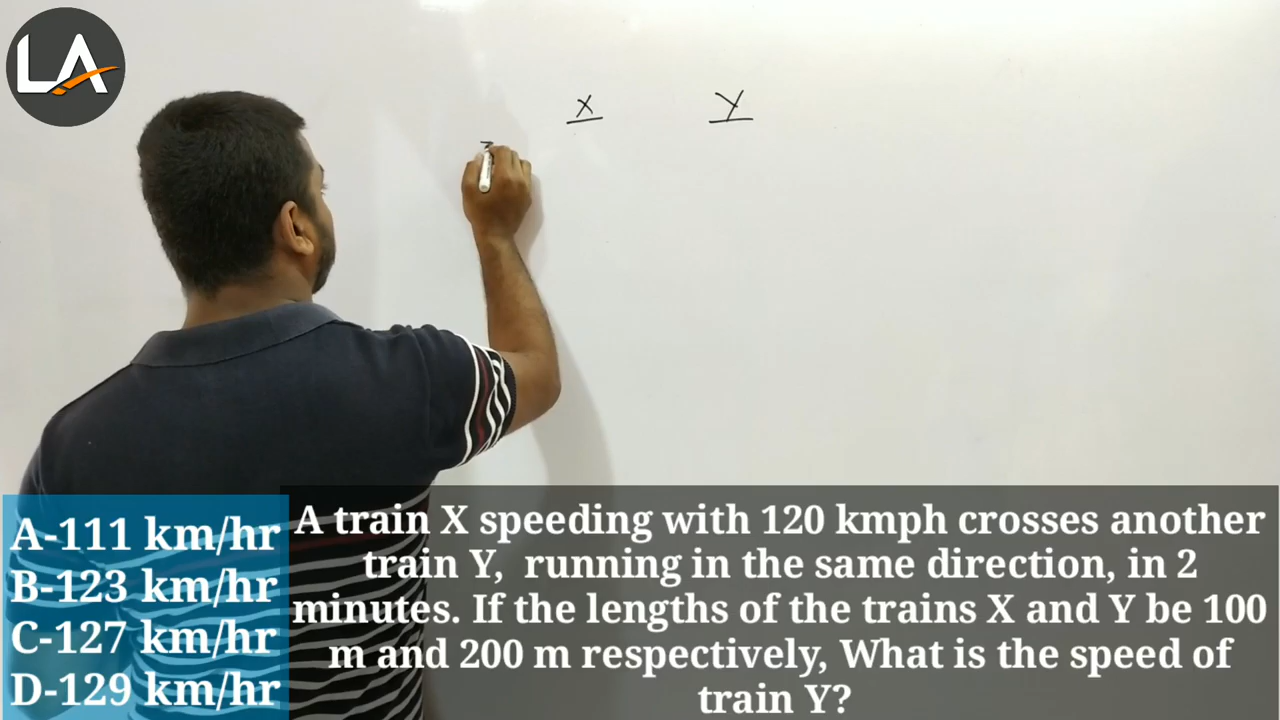 LA
X Y
A-111 km/hr
B-123 km/hr
C-127 km/hr
D-129 km/hr
A train X speeding with 120 kmph crosses another
train Y, running in the same direction, in 2
minutes. If the lengths of the trains X and Y be 100
m and 200 m respectively, What is the speed of
train Y?